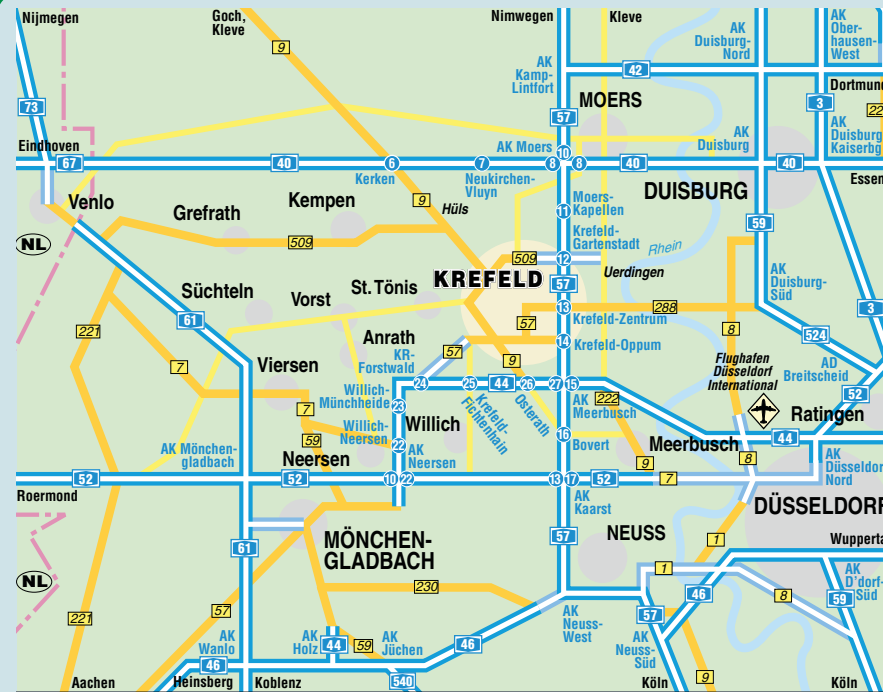 Nijmegen
Goch,
Kleve
Nimwegen
Kleve
AK
Duisburg-
Nord
AK
Ober-
hausen-
West
9
AK
Kamp-
Lintfort
42
Dortmund
73
MOERS
3
57
22
Eindhoven
AK Moers
10
AK
Duisburg
AK
Duisburg
Kaiserbg
67
40
6
7
8
8
40
40
Kerken
Neukirchen-
Vluyn
Essen
Venlo
Grefrath
Kempen
9
Hüls
Moers-
Kapellen
11
DUISBURG
59
NL
509
Krefeld-
Gartenstadt
Rhein
509
12
Uerdingen
KREFELD
AK
Duisburg-
Süd
Süchteln
Vorst
St. Tönis
57
61
13
288
3
Krefeld-Zentrum
221
57
8
524
Anrath
14
Krefeld-Oppum
KR-
Forstwald
57
9
Flughafen
Düsseldorf
International
AD
Breitscheid
7
Viersen
24
25
44
26
27
15
52
Willich-
Münchheide
23
Krefeld-
Fichtenhain
Osterath
AK
Meerbusch
222
7
Willich
Ratingen
Willich-
Neersen
59
22
16
Bovert
Meerbusch
44
AK Mönchen-
gladbach
Neersen
AK
Neersen
9
8
AK
Düsseldorf
Nord
52
52
10
22
13
17
52
7
Roermond
AK
Kaarst
DÜSSELDORF
MÖNCHEN-
GLADBACH
57
NEUSS
1
Wupperta
61
NL
1
AK
D'dorf-
Süd
230
46
8
59
221
57
AK
Neuss-
West
57
AK
Wanlo
AK
Holz
44
59
AK
Jüchen
46
AK
Neuss-
Süd
46
540
9
Aachen
Heinsberg
Koblenz
Köln
Köln